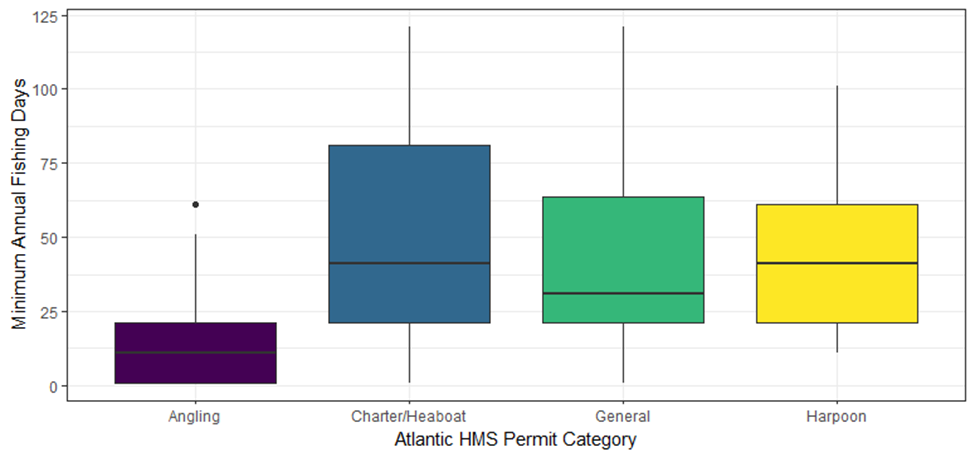 Minimum Annual Fishing Days
125
100
75
50
25
0
Angling Charter/Heaboat General Harpoon
Atlantic HMS Permit Category